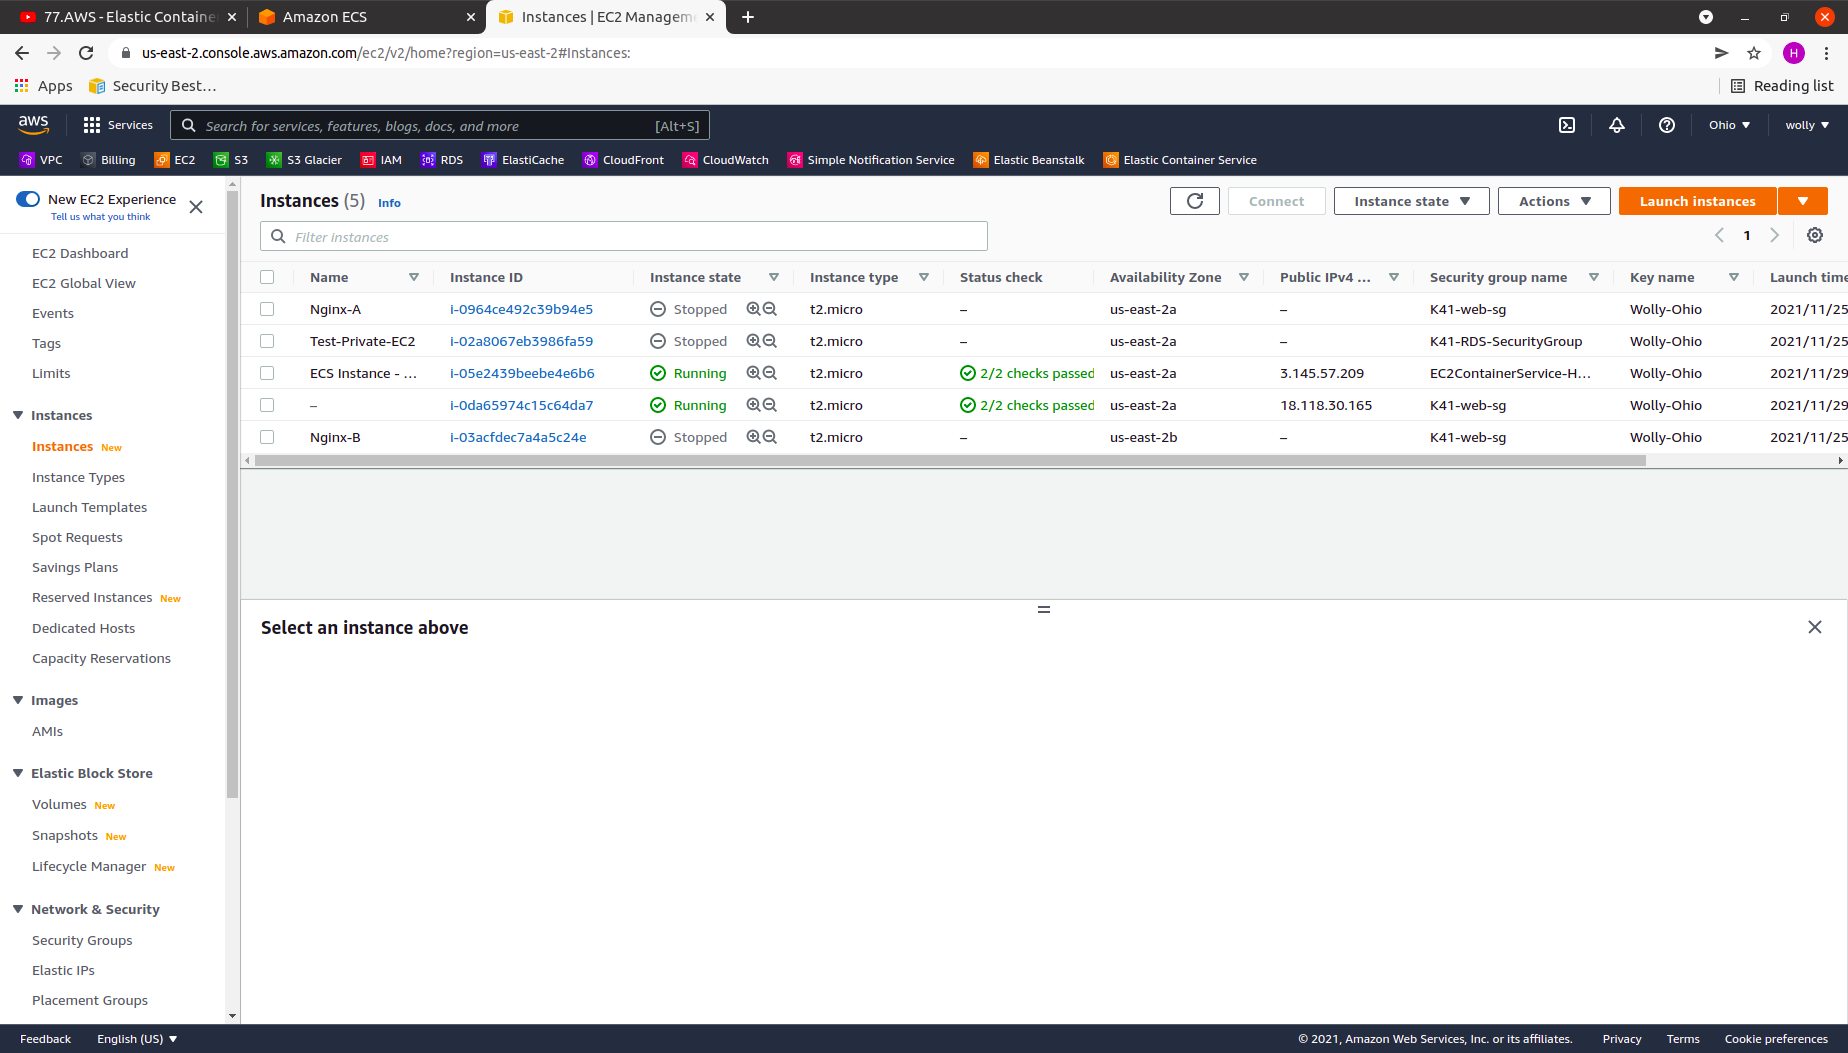 77.AWS - Elastic Containe
Amazon ECS
Instances | EC2 Managem
us-east-2.console.aws.amazon.com/ec2/v2/home?region=us-east-2#Instances:
H
Apps
Security Best…
Reading list
aws
Services
Search for services, features, blogs, docs, and more
[Alt+S]
Ohio
wolly
VPC
Billing
EC2
S3
S3 Glacier
IAM
RDS
ElastiCache
CloudFront
CloudWatch
Simple Notification Service
Elastic Beanstalk
Elastic Container Service
New EC2 Experience
Tell us what you think
EC2 Dashboard
EC2 Global View
Events
Tags
Limits
Instances
Instances New
Instance Types
Launch Templates
Spot Requests
Savings Plans
Reserved Instances New
Dedicated Hosts
Capacity Reservations
Images
AMIs
Elastic Block Store
Volumes New
Snapshots New
Lifecycle Manager New
Network & Security
Security Groups
Elastic IPs
Placement Groups
Instances (5) Info
Connect
Instance state
Actions
Launch instances
Filter instances
1
Name Instance ID Instance state Instance type Status check Availability Zone Public IPv4 ... Security group name Key name Launch time
Nginx-A i-0964ce492c39b94e5 Stopped t2.micro – us-east-2a – K41-web-sg Wolly-Ohio 2021/11/25
Test-Private-EC2 i-02a8067eb3986fa59 Stopped t2.micro – us-east-2a – K41-RDS-SecurityGroup Wolly-Ohio 2021/11/25
ECS Instance - ... i-05e2439beebe4e6b6 Running t2.micro 2/2 checks passed us-east-2a 3.145.57.209 EC2ContainerService-H... Wolly-Ohio 2021/11/29
– i-0da65974c15c64da7 Running t2.micro 2/2 checks passed us-east-2a 18.118.30.165 K41-web-sg Wolly-Ohio 2021/11/29
Nginx-B i-03acfdec7a4a5c24e Stopped t2.micro – us-east-2b – K41-web-sg Wolly-Ohio 2021/11/25
Select an instance above
Feedback
English (US)
© 2021, Amazon Web Services, Inc. or its affiliates.
Privacy
Terms
Cookie preferences